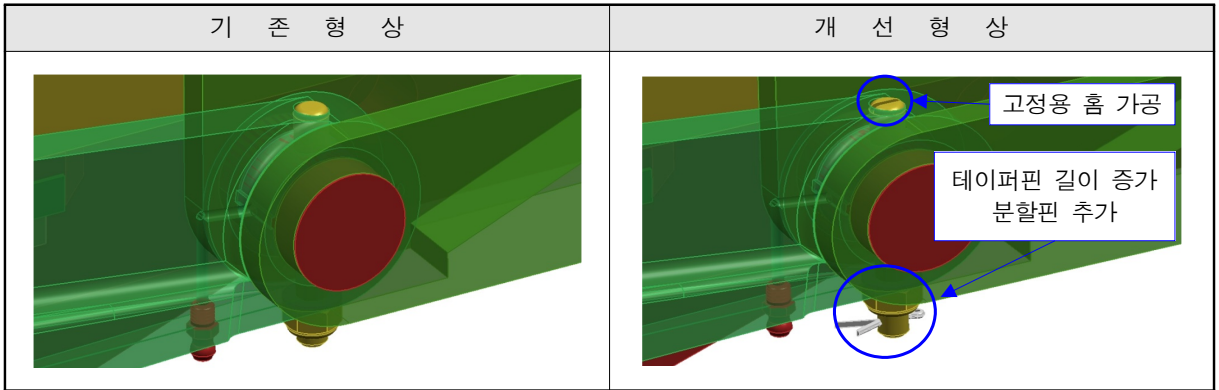 기 존 형 상
개 선 형 상
고정용 홈 가공
테이퍼핀 길이 증가
분할핀 추가